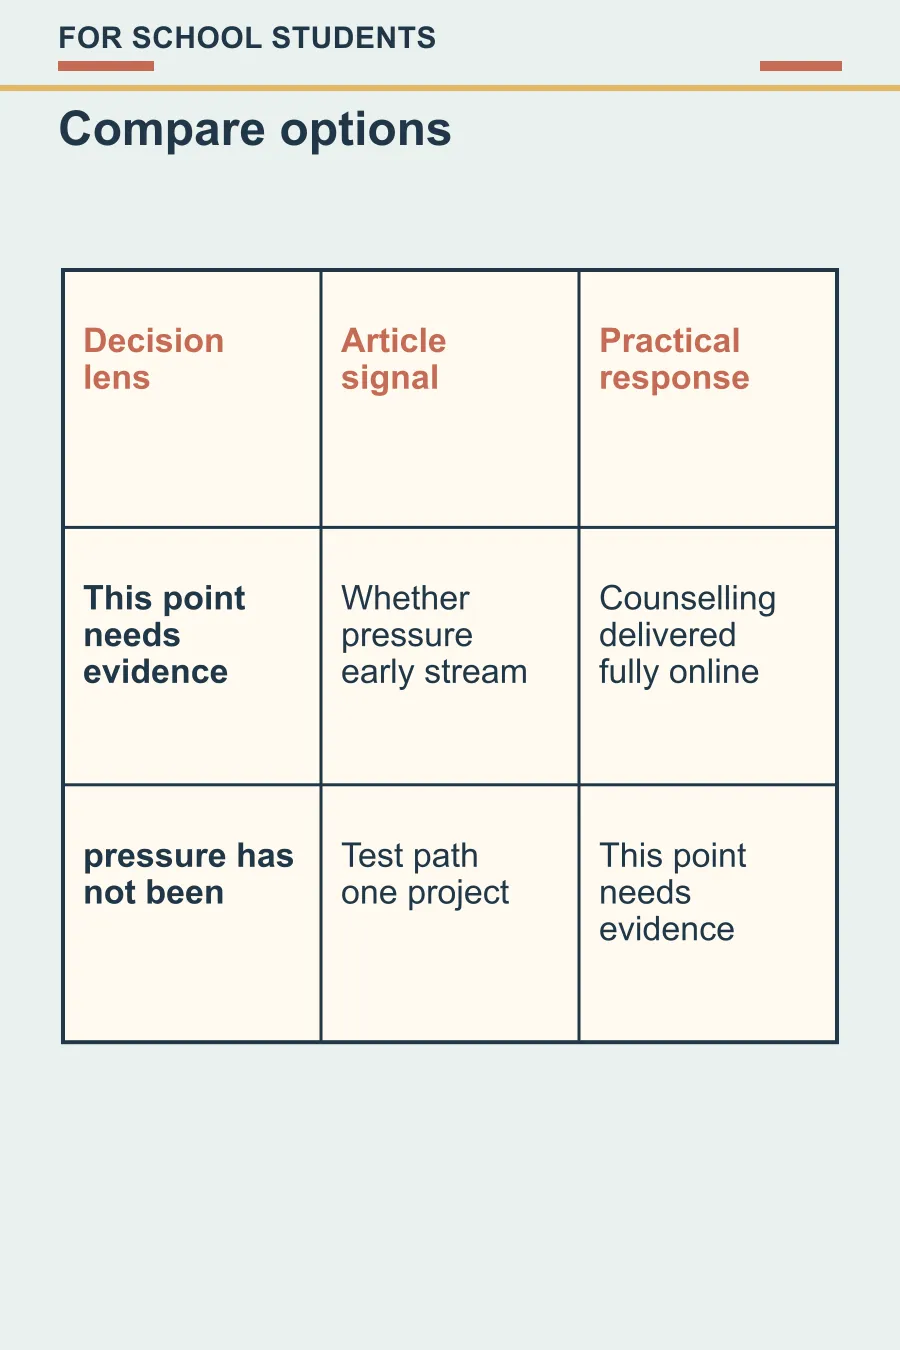 FOR SCHOOL STUDENTS
Compare options
Decision
lens
Article
signal
Practical
response
This point
needs
evidence
Whether
pressure
early stream
Counselling
delivered
fully online
pressure has
not been
Test path
one project
This point
needs
evidence